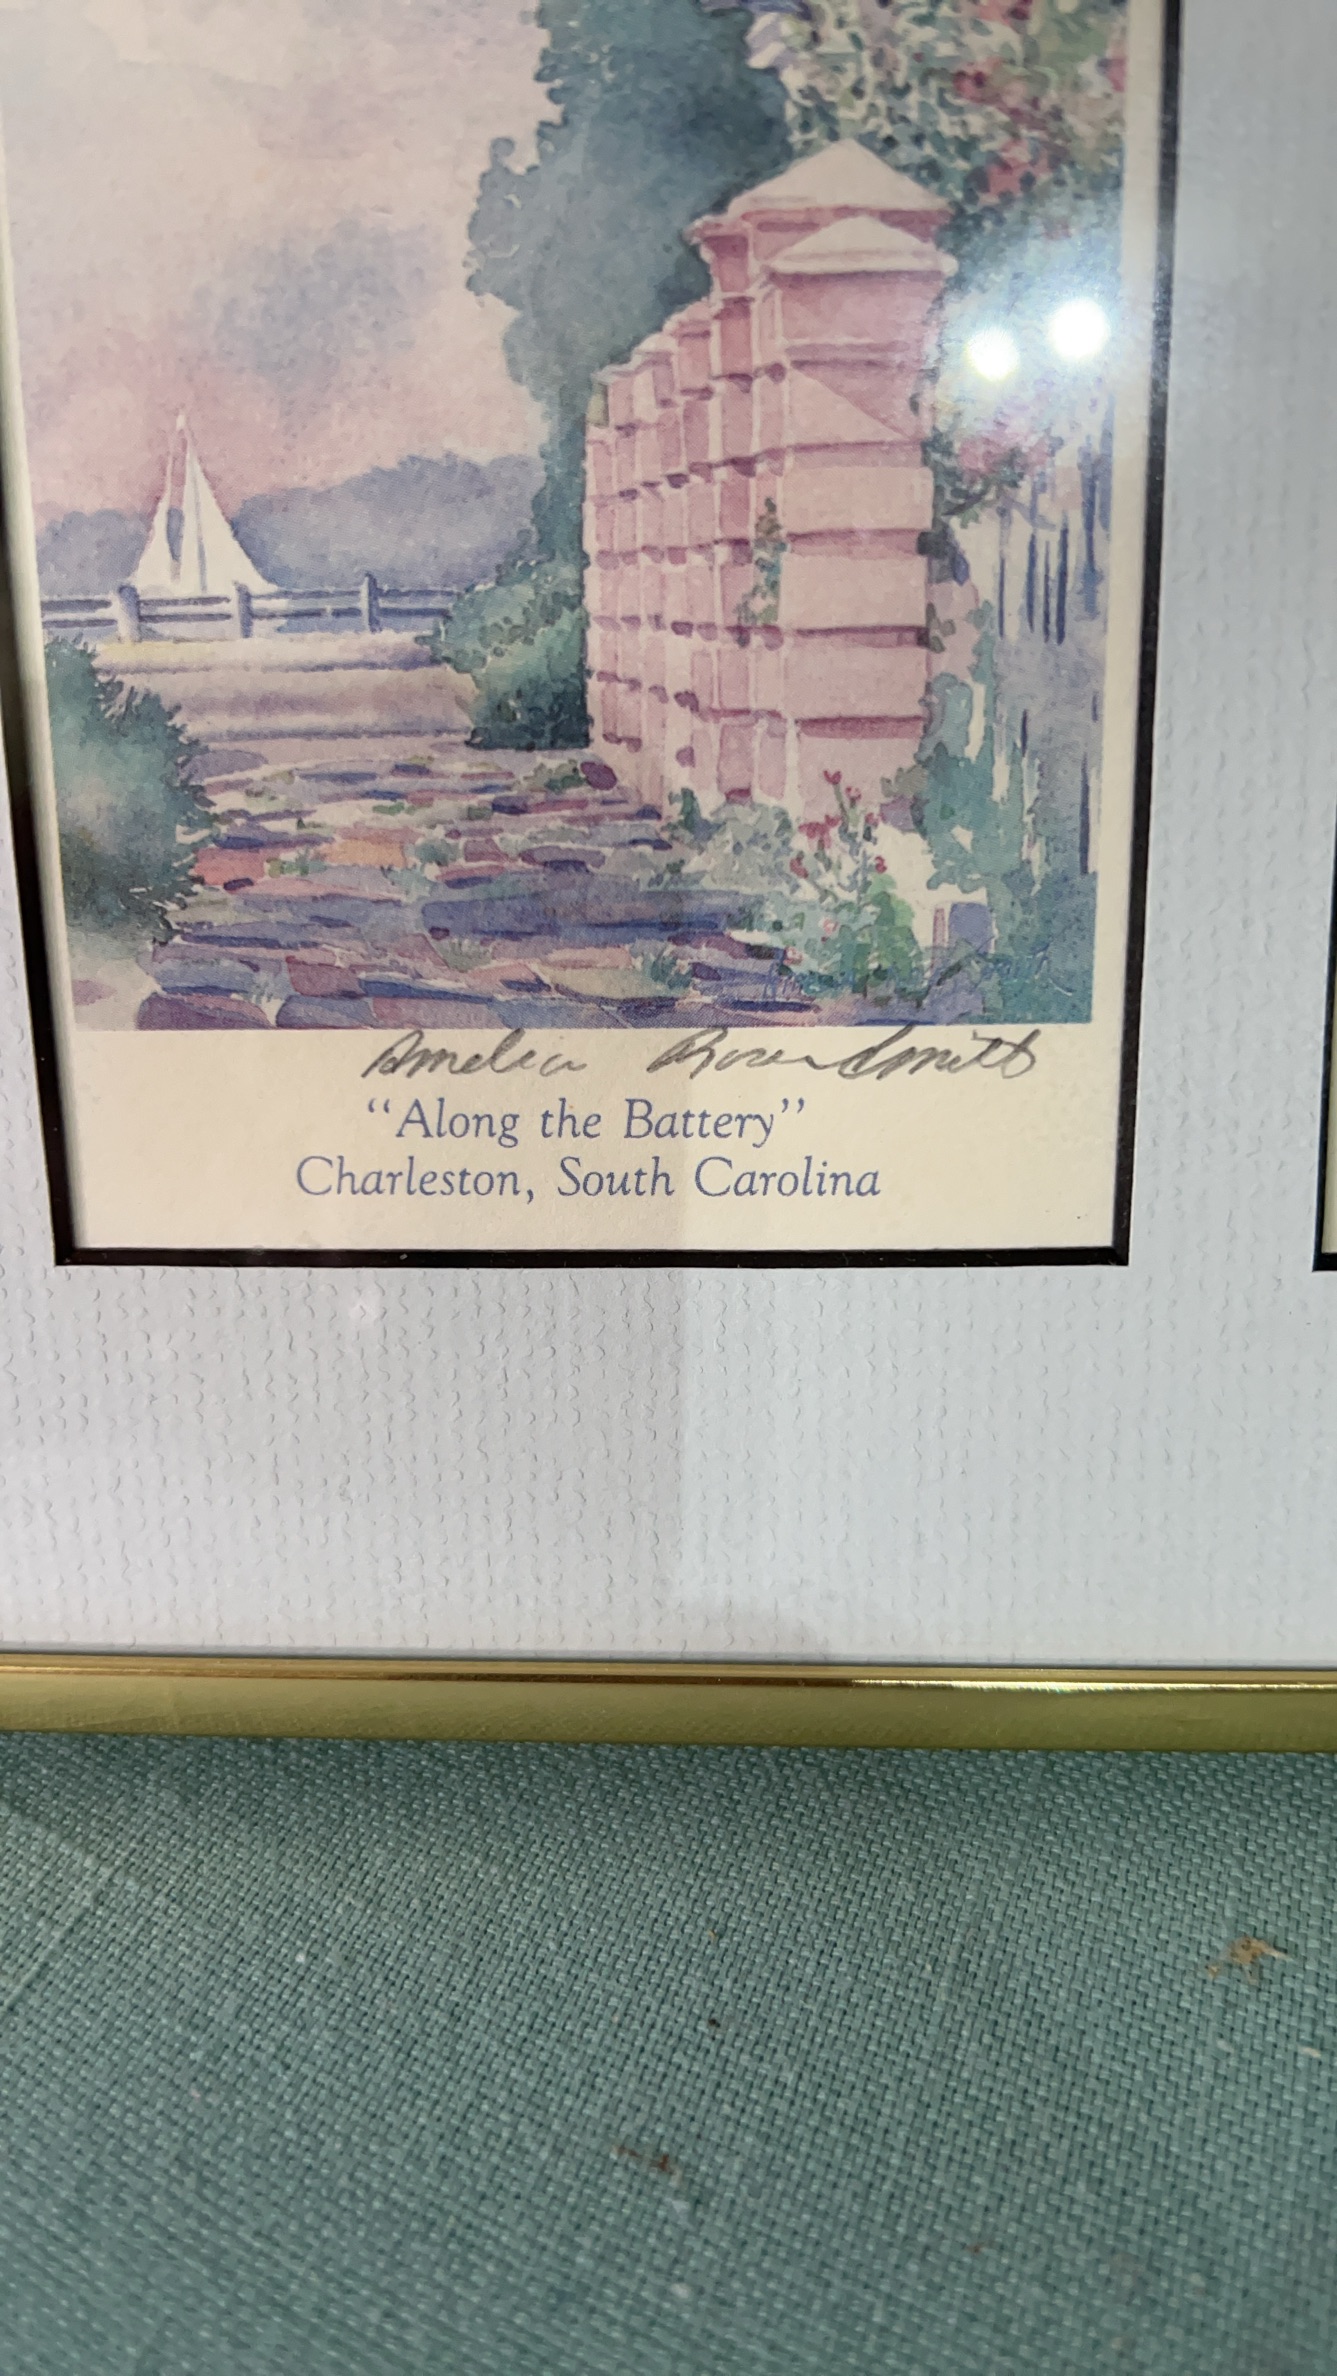 Amelia Rose Smith
“Along the Battery”
Charleston, South Carolina